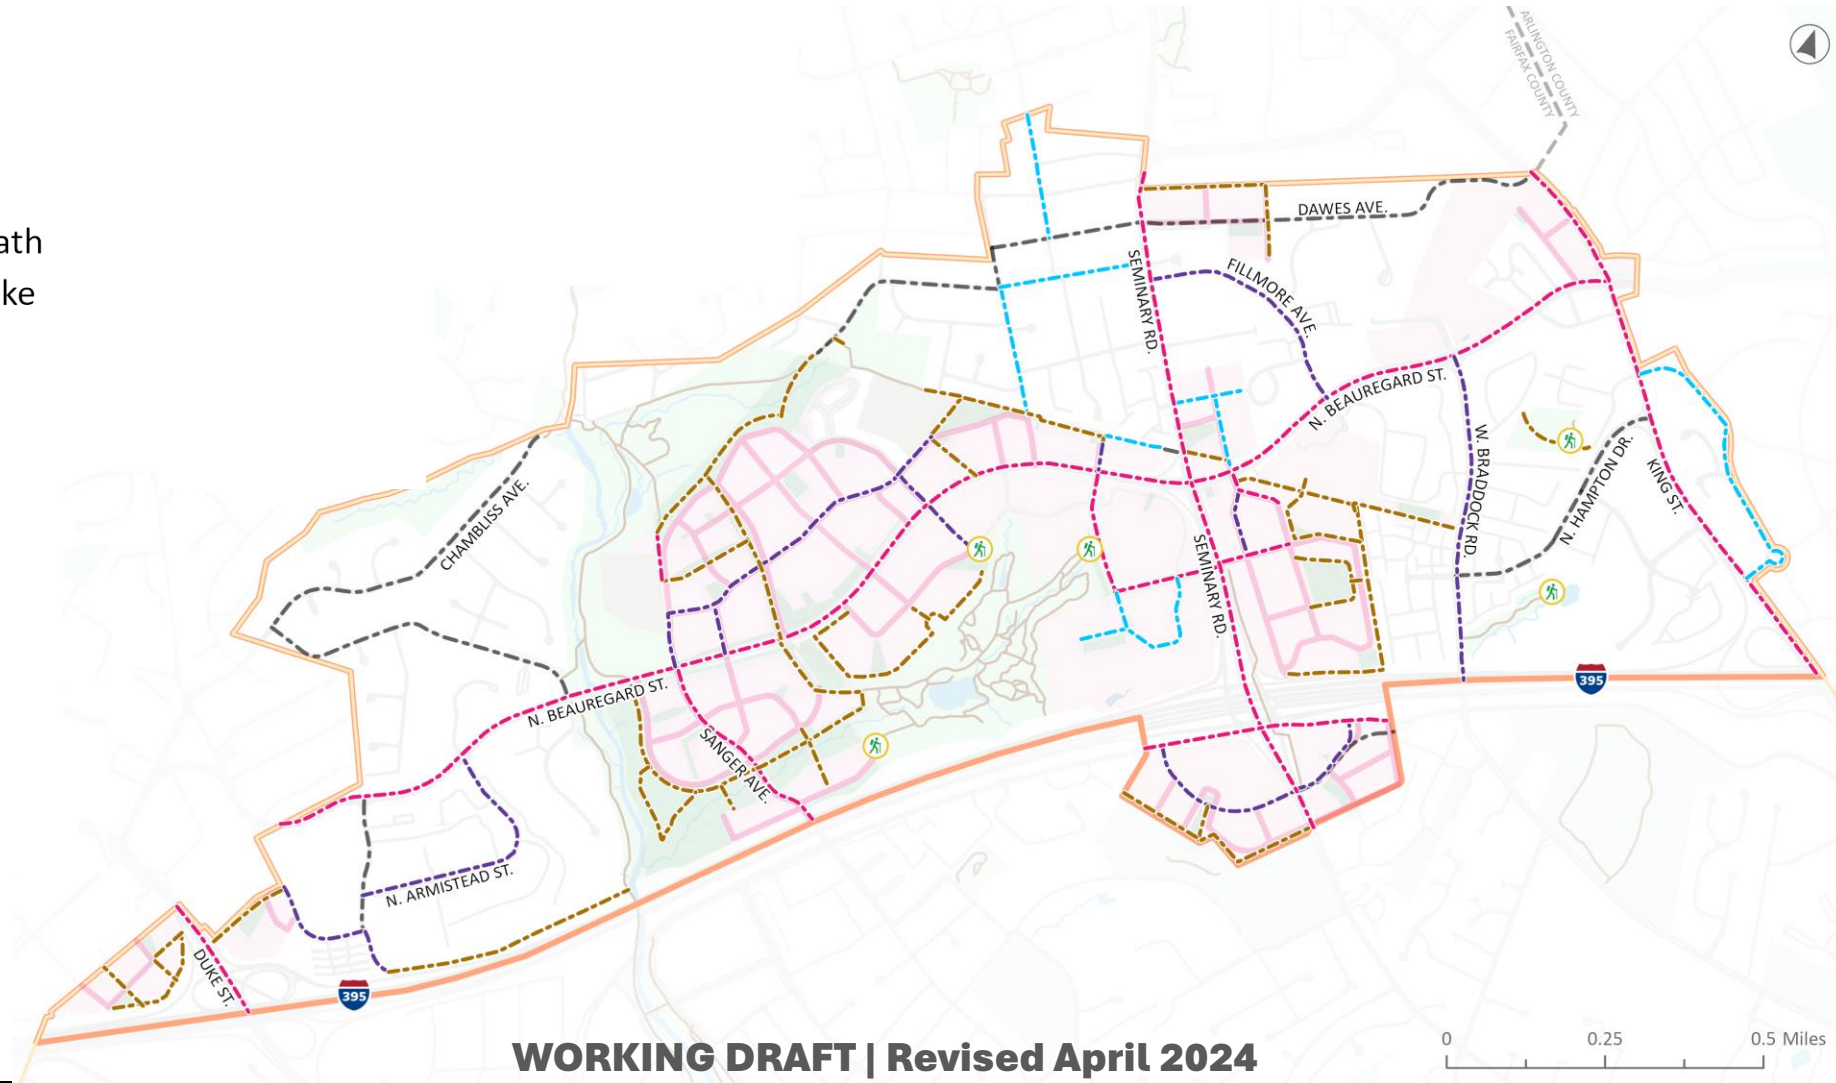 ARLINGTON COUNTY
FAIRFAX COUNTY
ath
ke
DAWES AVE.
SEMINARY RD.
FILLMORE AVE.
N. BEAUREGARD ST.
W. BRADDOCK RD.
N. HAMPTON DR.
KING ST.
CHAMBLISS AVE.
SEMINARY RD.
N. BEAUREGARD ST.
SANGER AVE.
395
N. ARMISTEAD ST.
DUKE ST.
395
WORKING DRAFT | Revised April 2024
0 0.25 0.5 Miles